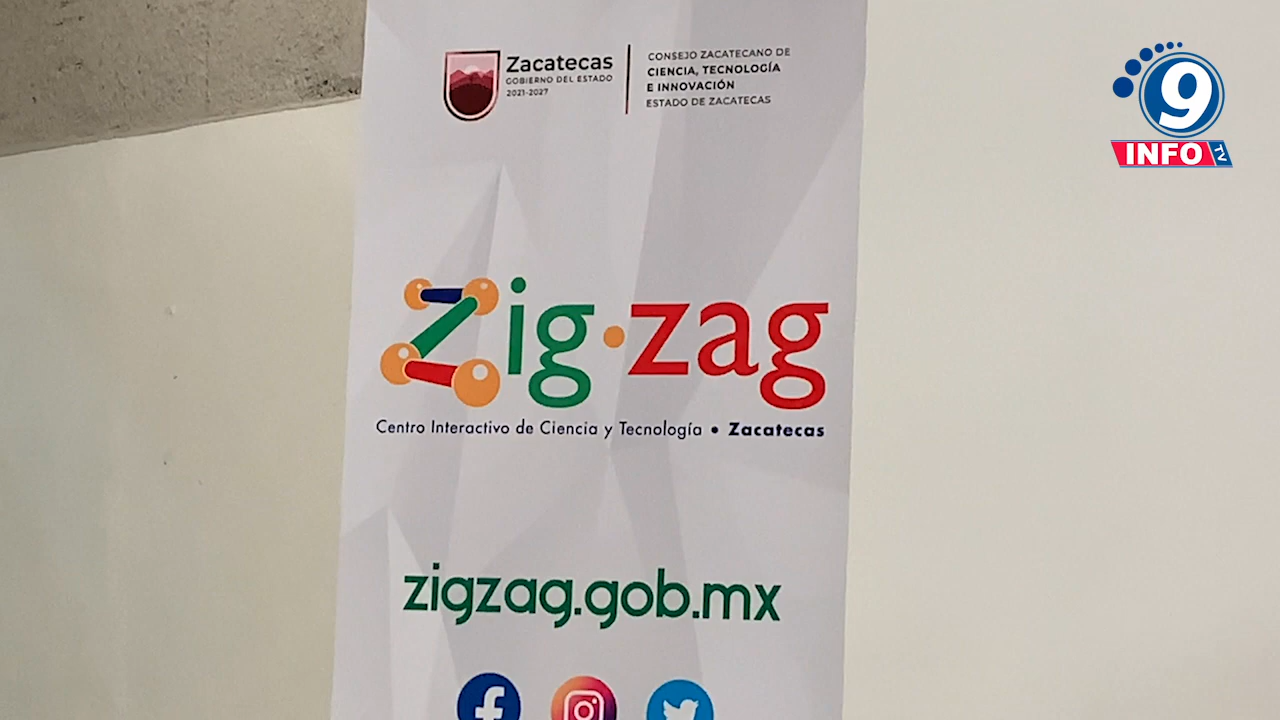 Zacatecas
GOBIERNO DEL ESTADO
2021-2027
CONSEJO ZACATECANO DE
CIENCIA, TECNOLOGÍA
E INNOVACIÓN
ESTADO DE ZACATECAS
9
INFO TV
Zig•zag
Centro Interactivo de Ciencia y Tecnología • Zacatecas
zigzag.gob.mx